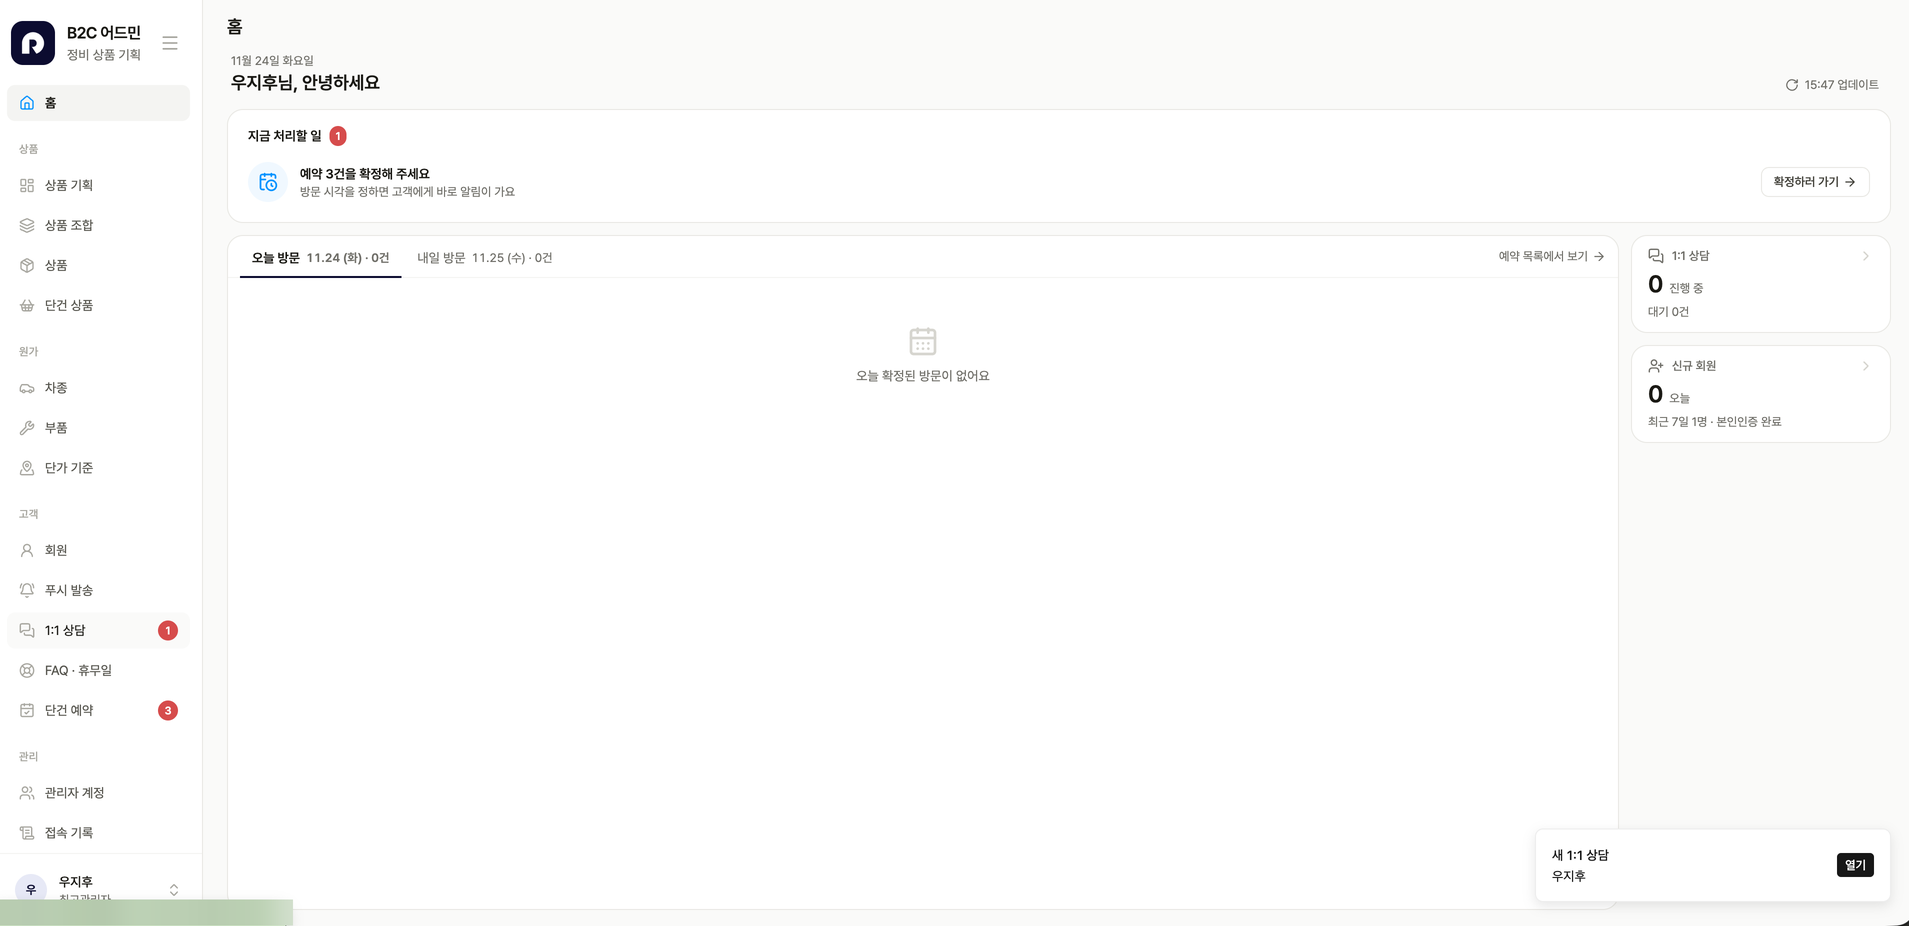 B2C 어드민
정비 상품 기획
홈
상품
상품 기획
상품 조합
상품
단건 상품
원가
차종
부품
단가 기준
고객
회원
푸시 발송
1:1 상담 1
FAQ · 휴무일
단건 예약 3
관리
관리자 계정
접속 기록
우 우지후
최고관리자
홈
11월 24일 화요일
우지후님, 안녕하세요
15:47 업데이트
지금 처리할 일 1
예약 3건을 확정해 주세요
방문 시각을 정하면 고객에게 바로 알림이 가요
확정하러 가기
오늘 방문 11.24 (화) · 0건 내일 방문 11.25 (수) · 0건 예약 목록에서 보기
오늘 확정된 방문이 없어요
1:1 상담
0 진행 중
대기 0건
신규 회원
0 오늘
최근 7일 1명 · 본인인증 완료
새 1:1 상담
우지후
열기